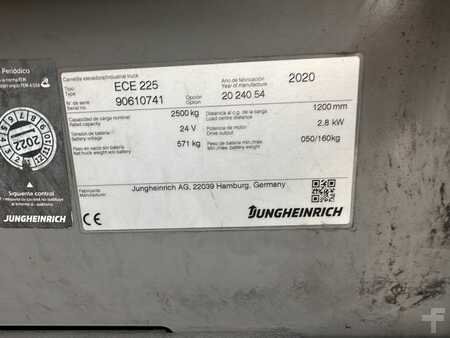 Periódico
2022
Siguiente control
JUNGHEINRICH
Carretilla elevadora/Industrial truck
Tipo
Type
ECE 225
Año de fabricación
Year of manufacture
2020
Nº de serie
Serial no.
90610741
Opción
Option
20 240 54
Capacidad de carga nominal
Rated capacity
2500 kg
Distancia al c.g. de la carga
Load centre distance
1200 mm
Tensión de batería
Battery voltage
24 V
Potencia de motor
Drive output
2.8 kW
Peso en vacío sin batería
Net truck weight w/o battery
571 kg
Peso de batería min./máx.
Min./max. battery weight
050/160kg
Fabricante
Manufacturer
Jungheinrich AG, 22039 Hamburg, Germany
CE
JUNGHEINRICH